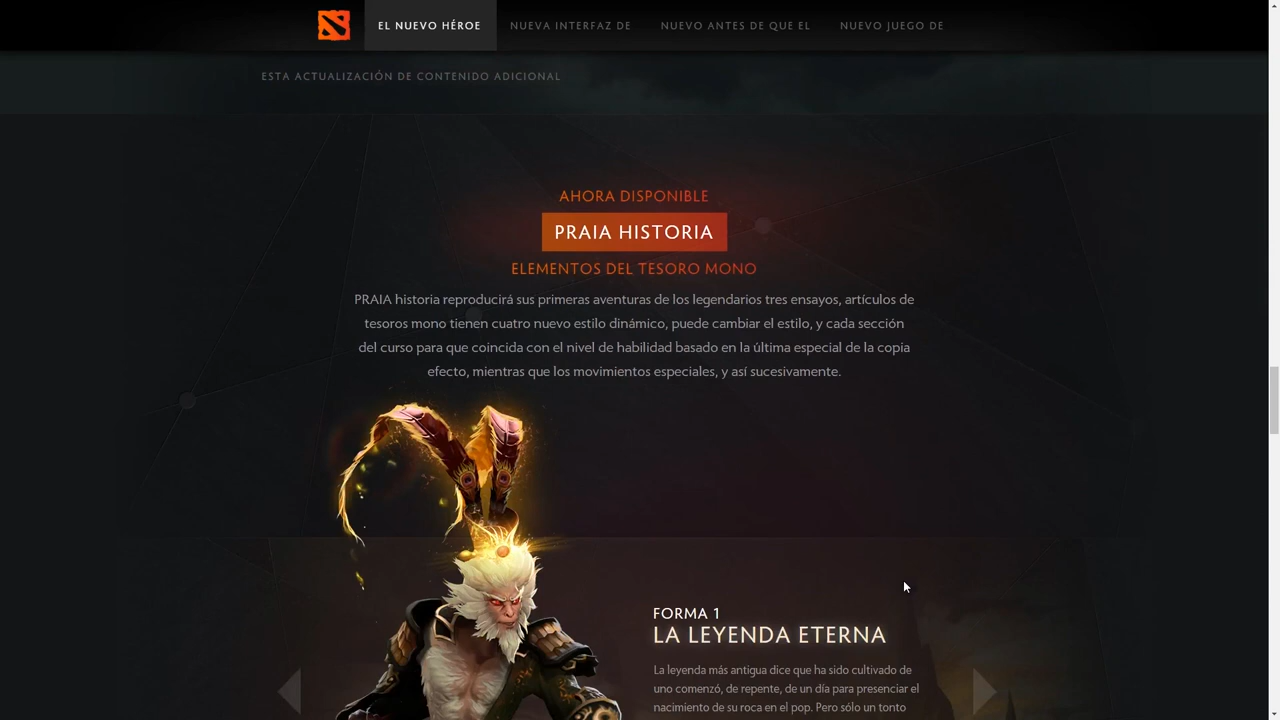 EL NUEVO HÉROE
NUEVA INTERFAZ DE
NUEVO ANTES DE QUE EL
NUEVO JUEGO DE
ESTA ACTUALIZACIÓN DE CONTENIDO ADICIONAL
AHORA DISPONIBLE
PRAIA HISTORIA
ELEMENTOS DEL TESORO MONO
PRAIA historia reproducirá sus primeras aventuras de los legendarios tres ensayos, artículos de
tesoros mono tienen cuatro nuevo estilo dinámico, puede cambiar el estilo, y cada sección
del curso para que coincida con el nivel de habilidad basado en la última especial de la copia
efecto, mientras que los movimientos especiales, y así sucesivamente.
FORMA 1
LA LEYENDA ETERNA
La leyenda más antigua dice que ha sido cultivado de
uno comenzó, de repente, de un día para presenciar el
nacimiento de su roca en el pop. Pero sólo un tonto